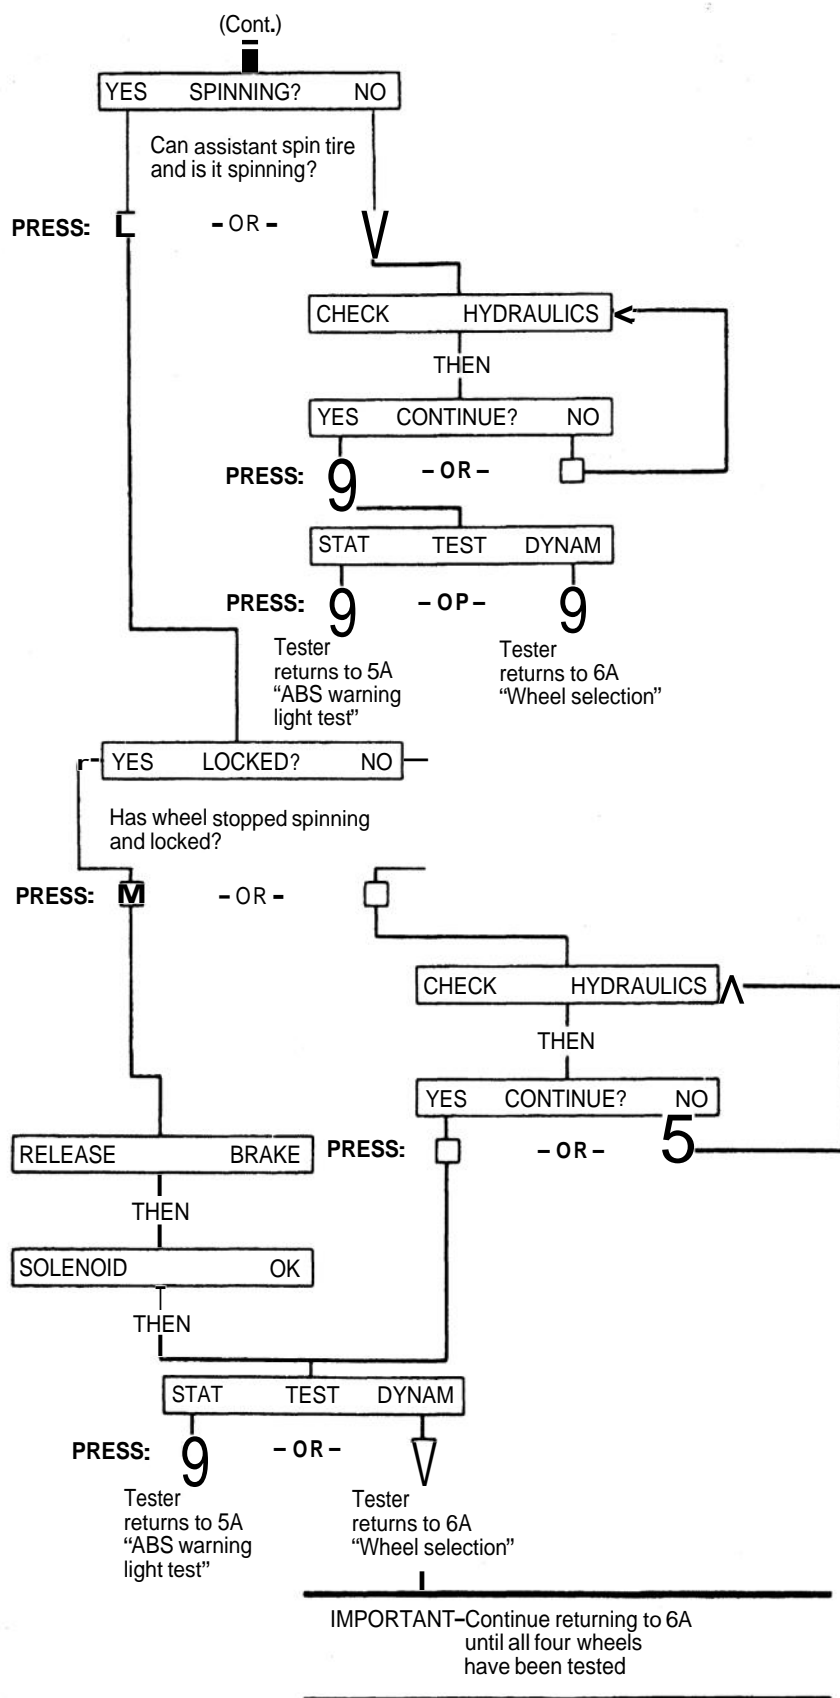 (Cont.)
YES SPINNING? NO
Can assistant spin tire
and is it spinning?
PRESS: L – OR – V
CHECK HYDRAULICS <
THEN
YES CONTINUE? NO
PRESS: 9 – OR –
STAT TEST DYNAM
PRESS: 9 – OP – 9
Tester
returns to 5A
“ABS warning
light test”
Tester
returns to 6A
“Wheel selection”
YES LOCKED? NO
Has wheel stopped spinning
and locked?
PRESS: M – OR –
CHECK HYDRAULICS
THEN
YES CONTINUE? NO
PRESS: – OR – 5
RELEASE BRAKE
THEN
SOLENOID OK
THEN
STAT TEST DYNAM
PRESS: 9 – OR –
Tester
returns to 5A
“ABS warning
light test”
Tester
returns to 6A
“Wheel selection”
IMPORTANT–Continue returning to 6A
until all four wheels
have been tested